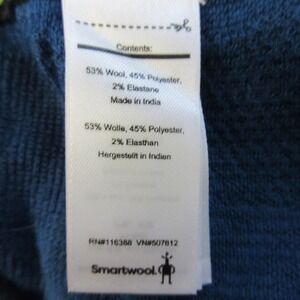 Contents:
53% Wool, 45% Polyester,
2% Elastane
Made in India
53% Wolle, 45% Polyester,
2% Elasthan
Hergestellt in Indien
RN#116388 VN#507612
Smartwool